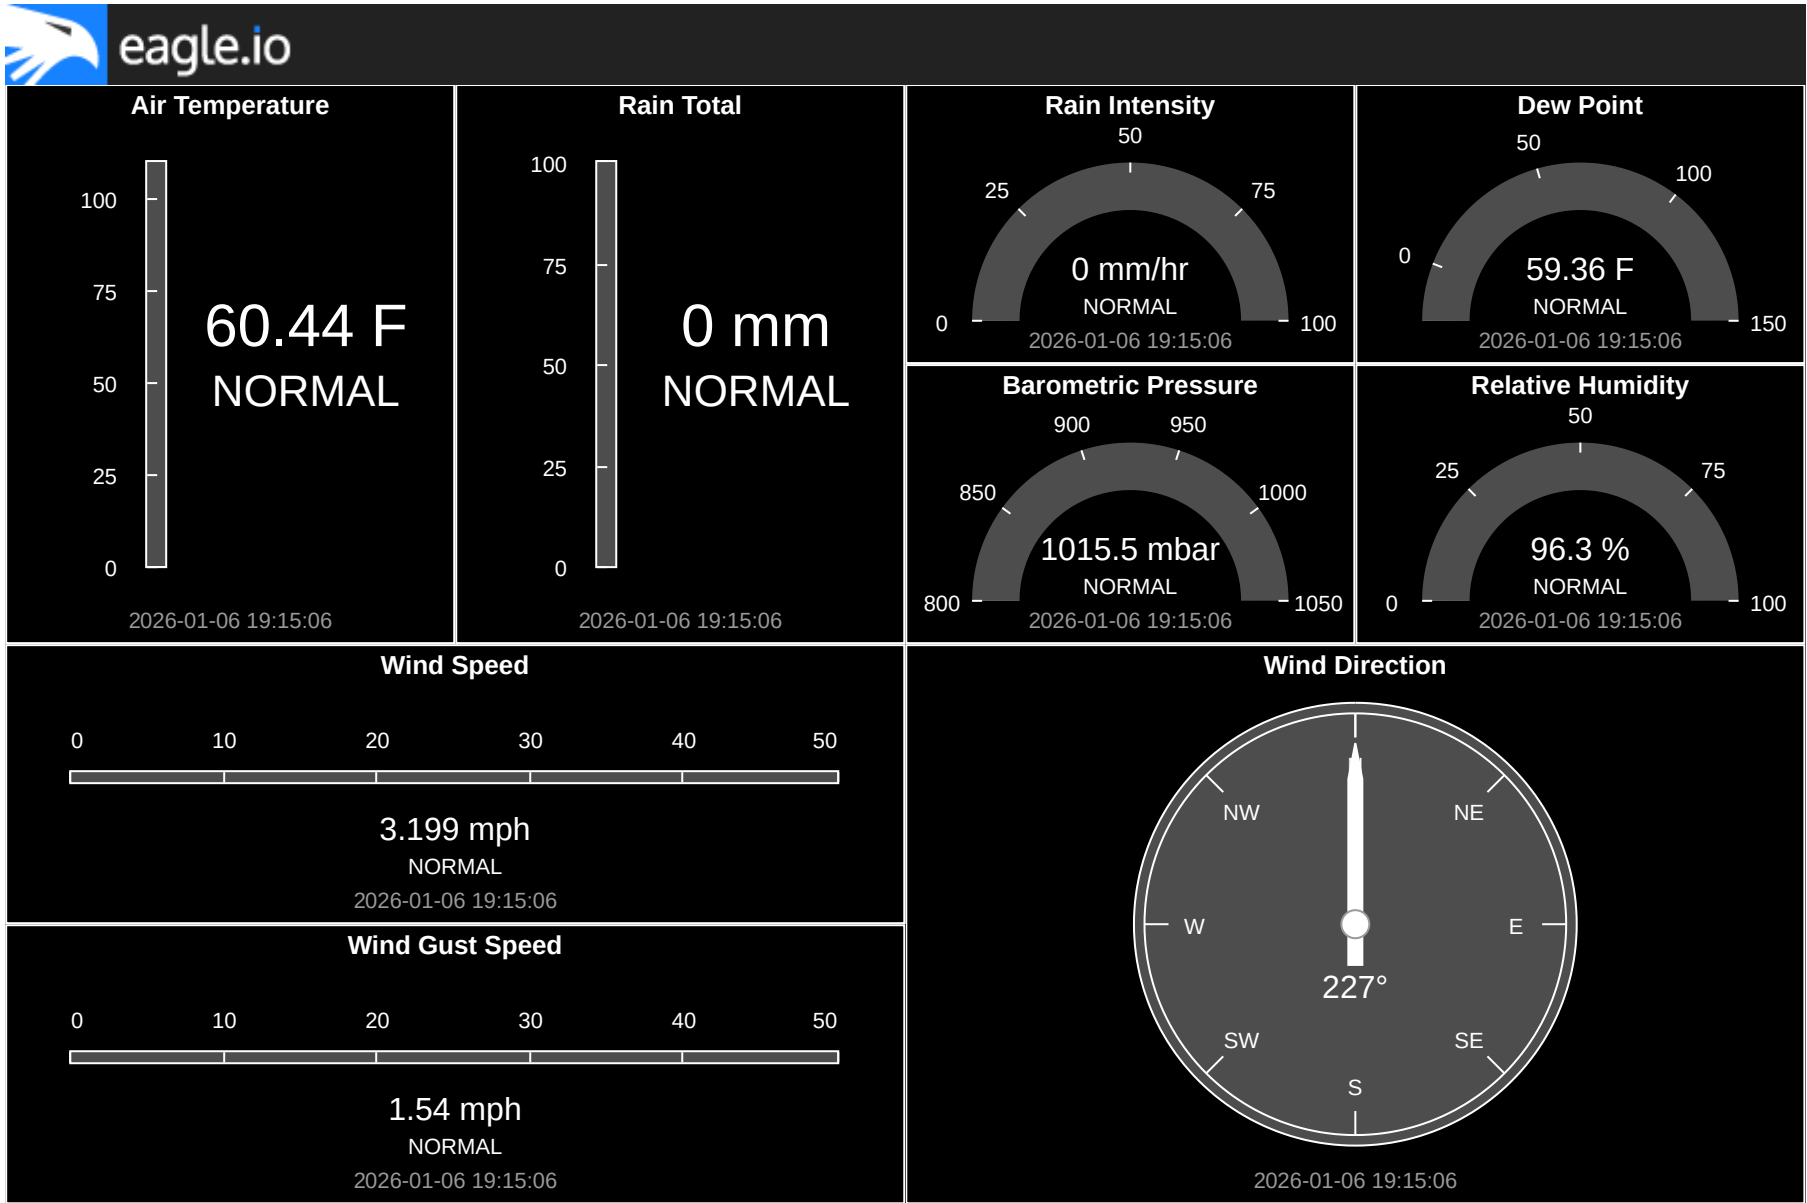 eagle.io
Air Temperature
100
75
50
25
0
60.44 F
NORMAL
2026-01-06 19:15:06
Rain Total
100
75
50
25
0
0 mm
NORMAL
2026-01-06 19:15:06
Rain Intensity
0
25
50
75
100
0 mm/hr
NORMAL
2026-01-06 19:15:06
Dew Point
0
50
100
150
59.36 F
NORMAL
2026-01-06 19:15:06
Barometric Pressure
800
850
900
950
1000
1050
1015.5 mbar
NORMAL
2026-01-06 19:15:06
Relative Humidity
0
25
50
75
100
96.3 %
NORMAL
2026-01-06 19:15:06
Wind Speed
0 10 20 30 40 50
3.199 mph
NORMAL
2026-01-06 19:15:06
Wind Gust Speed
0 10 20 30 40 50
1.54 mph
NORMAL
2026-01-06 19:15:06
Wind Direction
NW NE
W E
227°
SW SE
S
2026-01-06 19:15:06